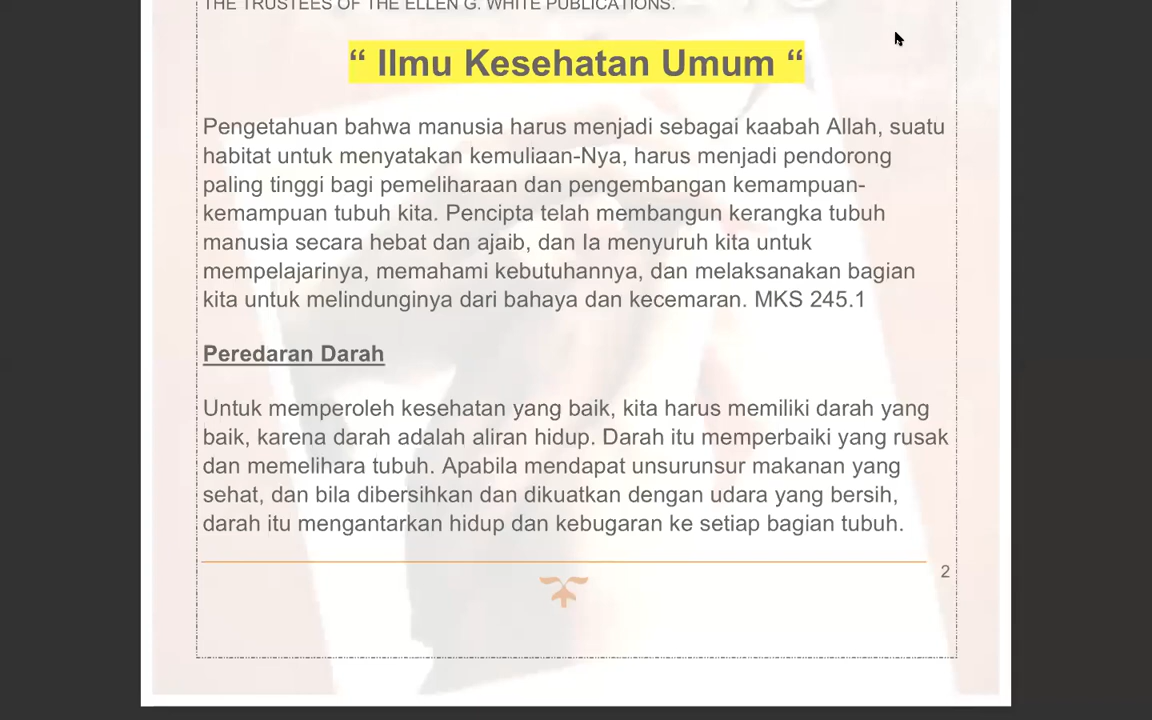 THE TRUSTEES OF THE ELLEN G. WHITE PUBLICATIONS.
“ Ilmu Kesehatan Umum “
Pengetahuan bahwa manusia harus menjadi sebagai kaabah Allah, suatu
habitat untuk menyatakan kemuliaan-Nya, harus menjadi pendorong
paling tinggi bagi pemeliharaan dan pengembangan kemampuan-
kemampuan tubuh kita. Pencipta telah membangun kerangka tubuh
manusia secara hebat dan ajaib, dan Ia menyuruh kita untuk
mempelajarinya, memahami kebutuhannya, dan melaksanakan bagian
kita untuk melindunginya dari bahaya dan kecemaran. MKS 245.1
Peredaran Darah
Untuk memperoleh kesehatan yang baik, kita harus memiliki darah yang
baik, karena darah adalah aliran hidup. Darah itu memperbaiki yang rusak
dan memelihara tubuh. Apabila mendapat unsurunsur makanan yang
sehat, dan bila dibersihkan dan dikuatkan dengan udara yang bersih,
darah itu mengantarkan hidup dan kebugaran ke setiap bagian tubuh.
2